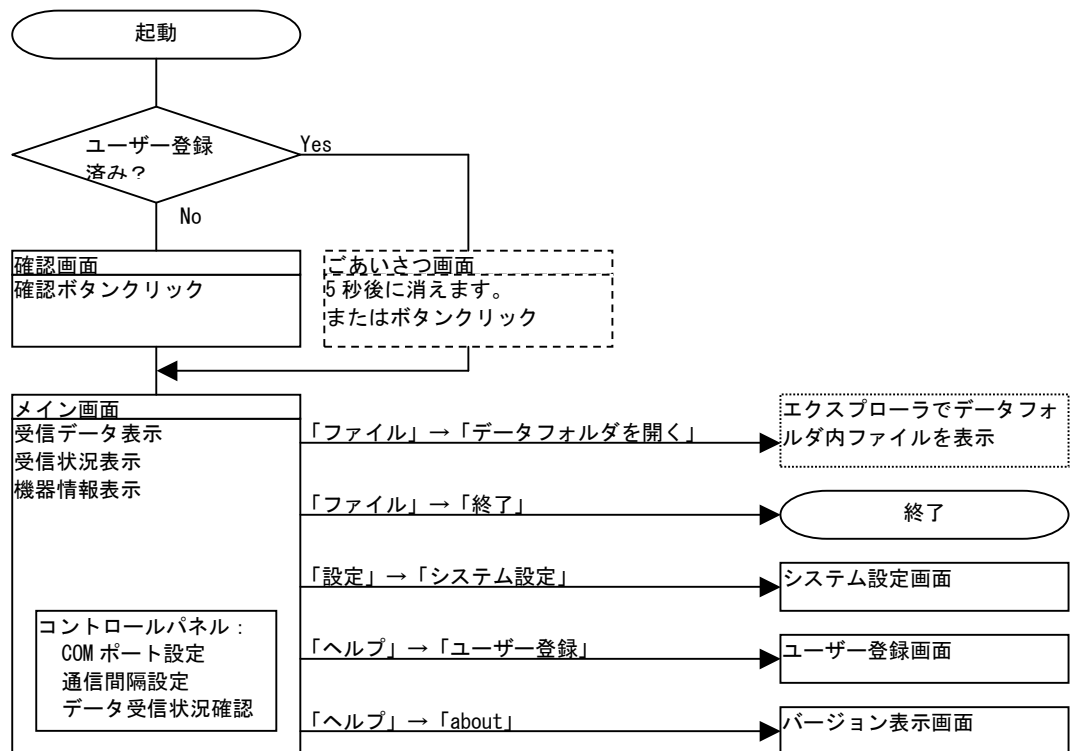 起動
ユーザー登録
済み？
Yes
No
確認画面
確認ボタンクリック
ごあいさつ画面
5 秒後に消えます。
またはボタンクリック
メイン画面
受信データ表示
受信状況表示
機器情報表示
「ファイル」→「データフォルダを開く」
エクスプローラでデータフォ
ルダ内ファイルを表示
「ファイル」→「終了」
終了
「設定」→「システム設定」
システム設定画面
コントロールパネル：
COM ポート設定
通信間隔設定
データ受信状況確認
「ヘルプ」→「ユーザー登録」
ユーザー登録画面
「ヘルプ」→「about」
バージョン表示画面